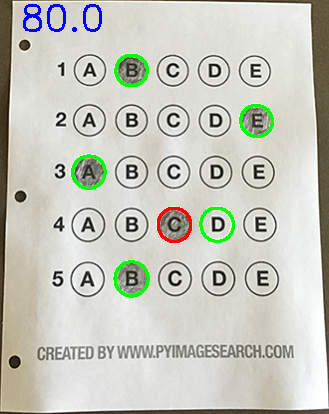 80.0
1 A B C D E
2 A B C D E
3 A B C D E
4 A B C D E
5 A B C D E
CREATED BY WWW.PYIMAGESEARCH.COM